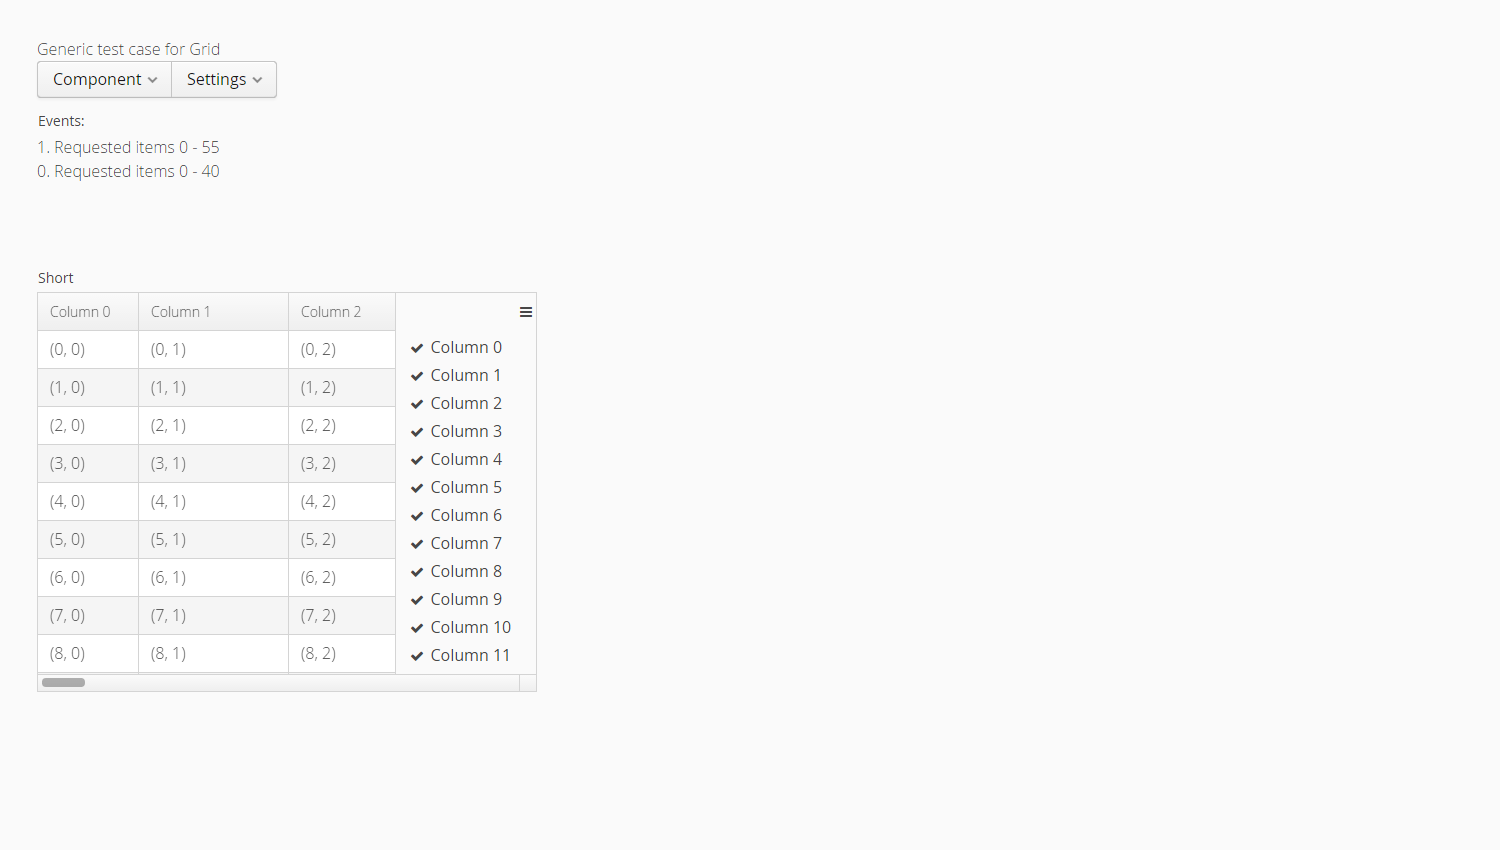 Generic test case for Grid
Component Settings
Events:
1. Requested items 0 - 55
0. Requested items 0 - 40
Short
Column 0 Column 1 Column 2
(0, 0) (0, 1) (0, 2)
(1, 0) (1, 1) (1, 2)
(2, 0) (2, 1) (2, 2)
(3, 0) (3, 1) (3, 2)
(4, 0) (4, 1) (4, 2)
(5, 0) (5, 1) (5, 2)
(6, 0) (6, 1) (6, 2)
(7, 0) (7, 1) (7, 2)
(8, 0) (8, 1) (8, 2)
Column 0
Column 1
Column 2
Column 3
Column 4
Column 5
Column 6
Column 7
Column 8
Column 9
Column 10
Column 11